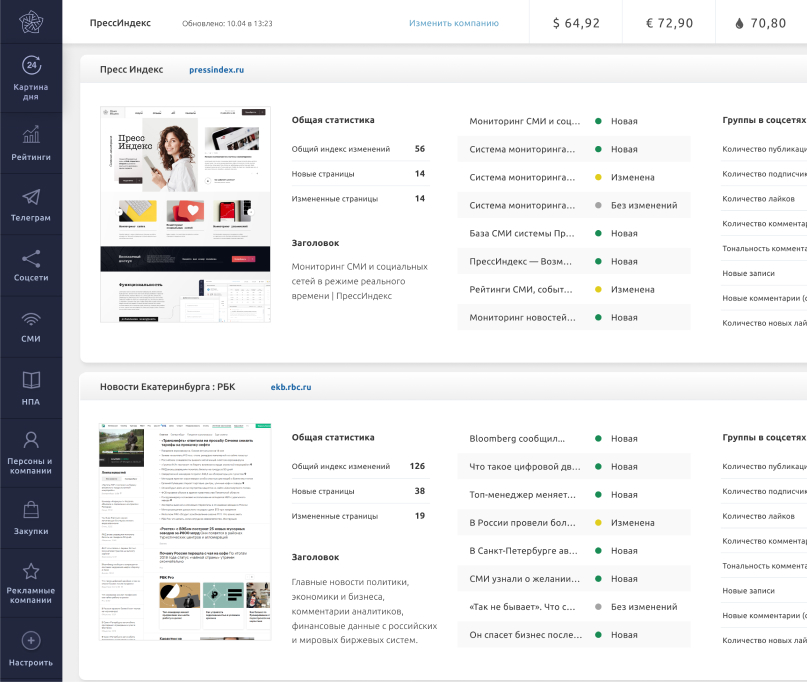 ПрессИндекс
Обновлено: 10.04 в 13:23
Изменить компанию
$ 64,92
€ 72,90
70,80
24
Картина
дня
Рейтинги
Телеграм
Соцсети
СМИ
НПА
Персоны и
компании
Закупки
Рекламные
компании
Настроить
Пресс Индекс
pressindex.ru
Пресс
Индекс
Функциональность
Общая статистика
Общий индекс изменений 56
Новые страницы 14
Измененные страницы 14
Заголовок
Мониторинг СМИ и социальных
сетей в режиме реального
времени | ПрессИндекс
Мониторинг СМИ и соц... Новая
Система мониторинга... Новая
Система мониторинга... Изменена
Система мониторинга... Без изменений
База СМИ системы Пр... Новая
ПрессИндекс — Возм... Новая
Рейтинги СМИ, событ... Изменена
Мониторинг новостей... Новая
Группы в соцсетях
Количество публикаци
Количество подписчик
Количество лайков
Количество коммента
Тональность коммента
Новые записи
Новые комментарии (с
Количество новых лай
Новости Екатеринбурга : РБК
ekb.rbc.ru
Общая статистика
Общий индекс изменений 126
Новые страницы 38
Измененные страницы 19
Заголовок
Главные новости политики,
экономики и бизнеса,
комментарии аналитиков,
финансовые данные с российских
и мировых биржевых систем.
Bloomberg сообщил... Новая
Что такое цифровой дв... Новая
Топ-менеджер меняет... Новая
В России провели бол... Изменена
В Санкт-Петербурге ав... Новая
СМИ узнали о желании... Новая
«Так не бывает». Что с... Без изменений
Он спасет бизнес после... Новая
Группы в соцсетях
Количество публикаци
Количество подписчик
Количество лайков
Количество коммента
Тональность коммента
Новые записи
Новые комментарии (с
Количество новых лай